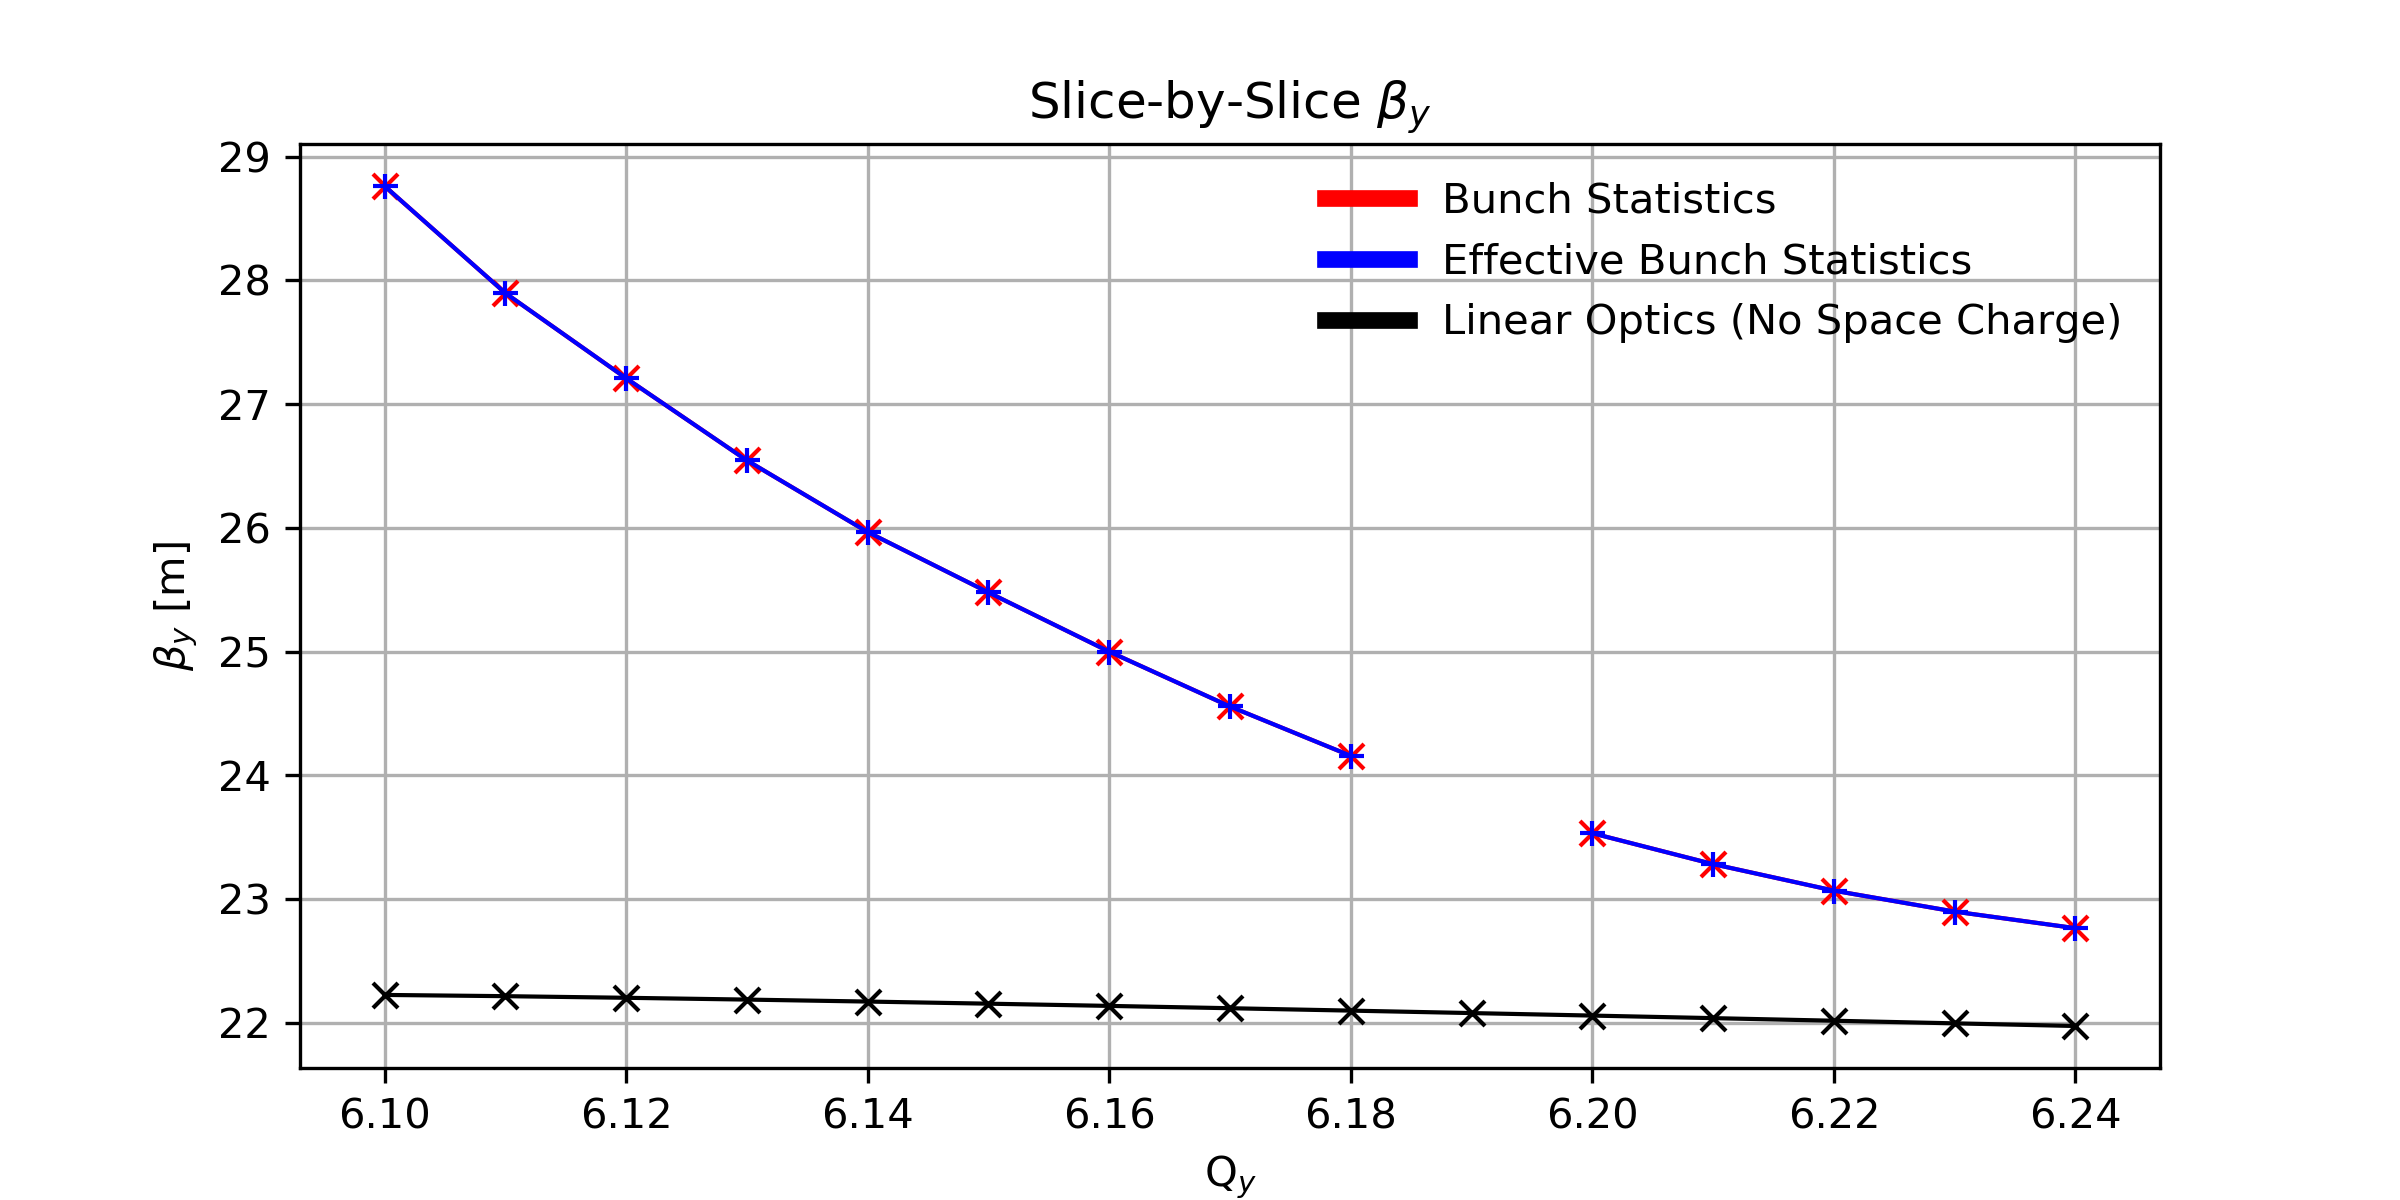 Slice-by-Slice βy
29
28
27
26
25
24
23
22
βy [m]
Bunch Statistics
Effective Bunch Statistics
Linear Optics (No Space Charge)
6.10 6.12 6.14 6.16 6.18 6.20 6.22 6.24
Qy